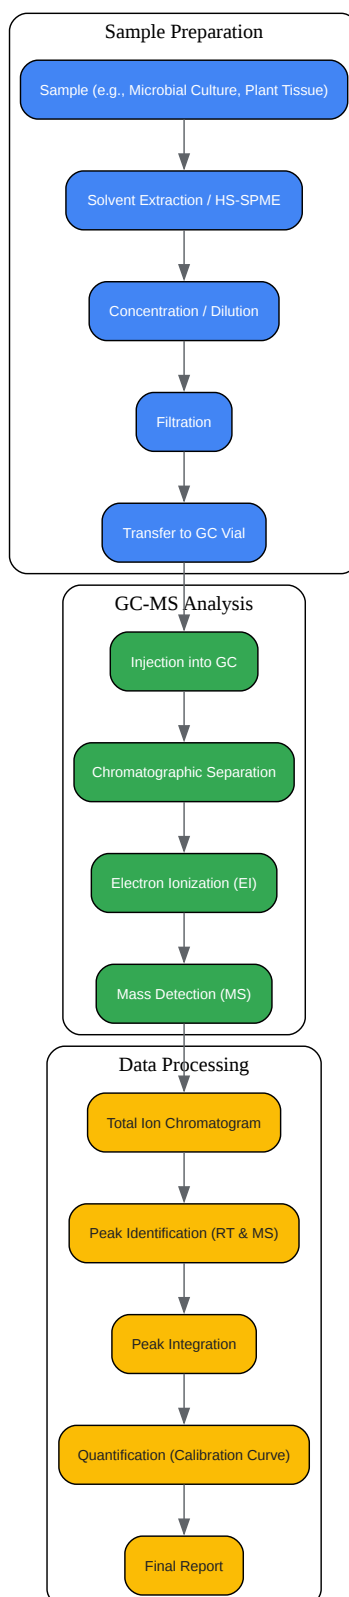 Sample Preparation
Sample (e.g., Microbial Culture, Plant Tissue)
Solvent Extraction / HS-SPME
Concentration / Dilution
Filtration
Transfer to GC Vial
GC-MS Analysis
Injection into GC
Chromatographic Separation
Electron Ionization (EI)
Mass Detection (MS)
Data Processing
Total Ion Chromatogram
Peak Identification (RT & MS)
Peak Integration
Quantification (Calibration Curve)
Final Report